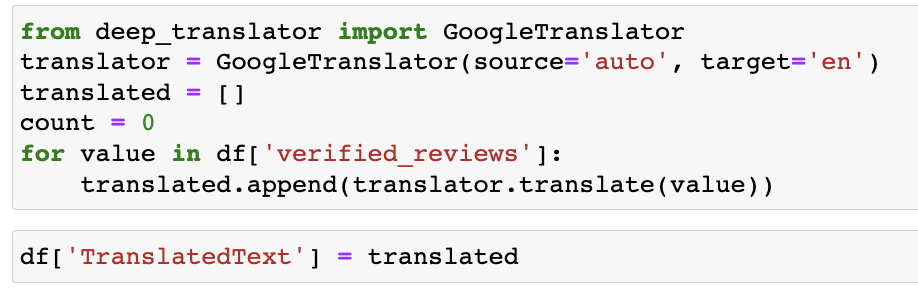 from deep_translator import GoogleTranslator
translator = GoogleTranslator(source='auto', target='en')
translated = []
count = 0
for value in df['verified_reviews']:
    translated.append(translator.translate(value))
df['TranslatedText'] = translated